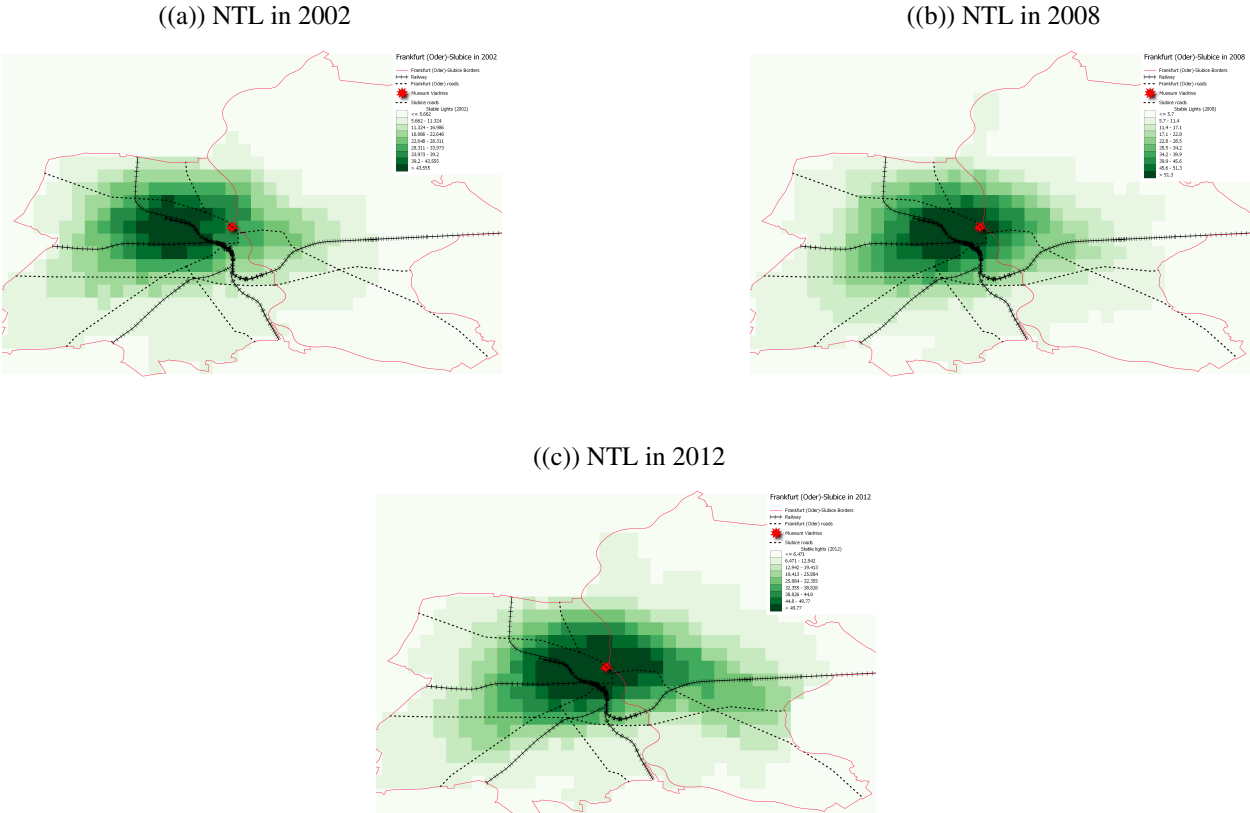 ((a)) NTL in 2002
((b)) NTL in 2008
Frankfurt (Oder)-Slubice in 2002
Frankfurt (Oder)-Slubice Borders
Railway
Frankfurt (Oder) roads
Museum Viadrina
Slubice roads
Stable Lights (2002)
<= 5.662
5.662 - 11.324
11.324 - 16.986
16.986 - 22.648
22.648 - 28.311
28.311 - 33.973
33.973 - 39.2
39.2 - 43.555
> 43.555
Frankfurt (Oder)-Slubice in 2008
Frankfurt (Oder)-Slubice Borders
Railway
Frankfurt (Oder) roads
Museum Viadrina
Slubice roads
Stable Lights (2008)
<= 5.7
5.7 - 11.4
11.4 - 17.1
17.1 - 22.8
22.8 - 28.5
28.5 - 34.2
34.2 - 39.9
39.9 - 45.6
45.6 - 51.3
> 51.3
((c)) NTL in 2012
Frankfurt (Oder)-Slubice in 2012
Frankfurt (Oder)-Slubice Borders
Railway
Frankfurt (Oder) roads
Museum Viadrina
Slubice roads
Stable lights (2012)
<= 6.471
6.471 - 12.942
12.942 - 19.413
19.413 - 25.884
25.884 - 32.355
32.355 - 38.826
38.826 - 44.8
44.8 - 49.77
> 49.77